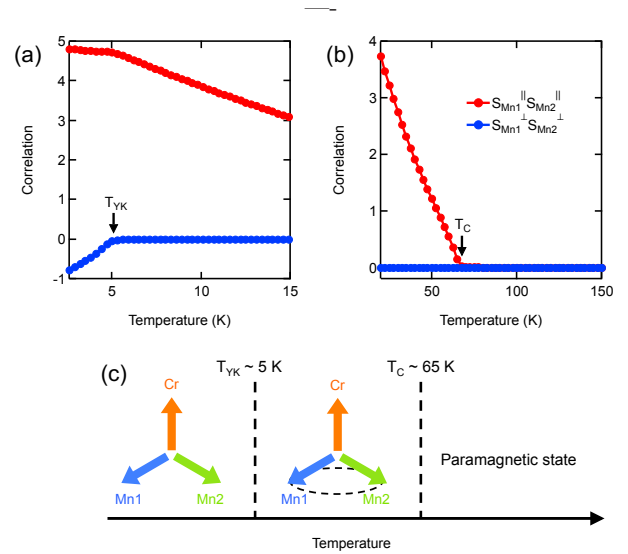 (a)
5
4
3
2
1
0
-1
Correlation
T_YK
5
10
15
Temperature (K)
(b)
4
3
2
1
0
Correlation
S_Mn1^∥ S_Mn2^∥
S_Mn1^⊥ S_Mn2^⊥
T_C
50
100
150
Temperature (K)
(c)
T_YK ~ 5 K
T_C ~ 65 K
Cr
Mn1
Mn2
Cr
Mn1
Mn2
Paramagnetic state
Temperature